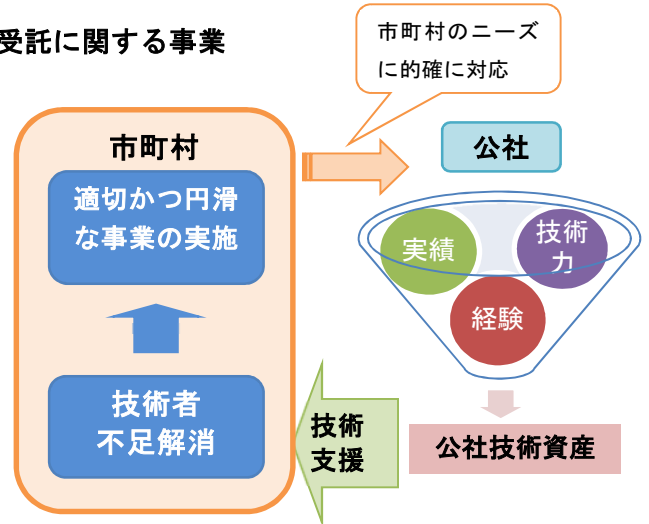 受託に関する事業
市町村のニーズ
に的確に対応
市町村
公社
適切かつ円滑
な事業の実施
実績
技術
力
経験
技術者
不足解消
技術
支援
公社技術資産